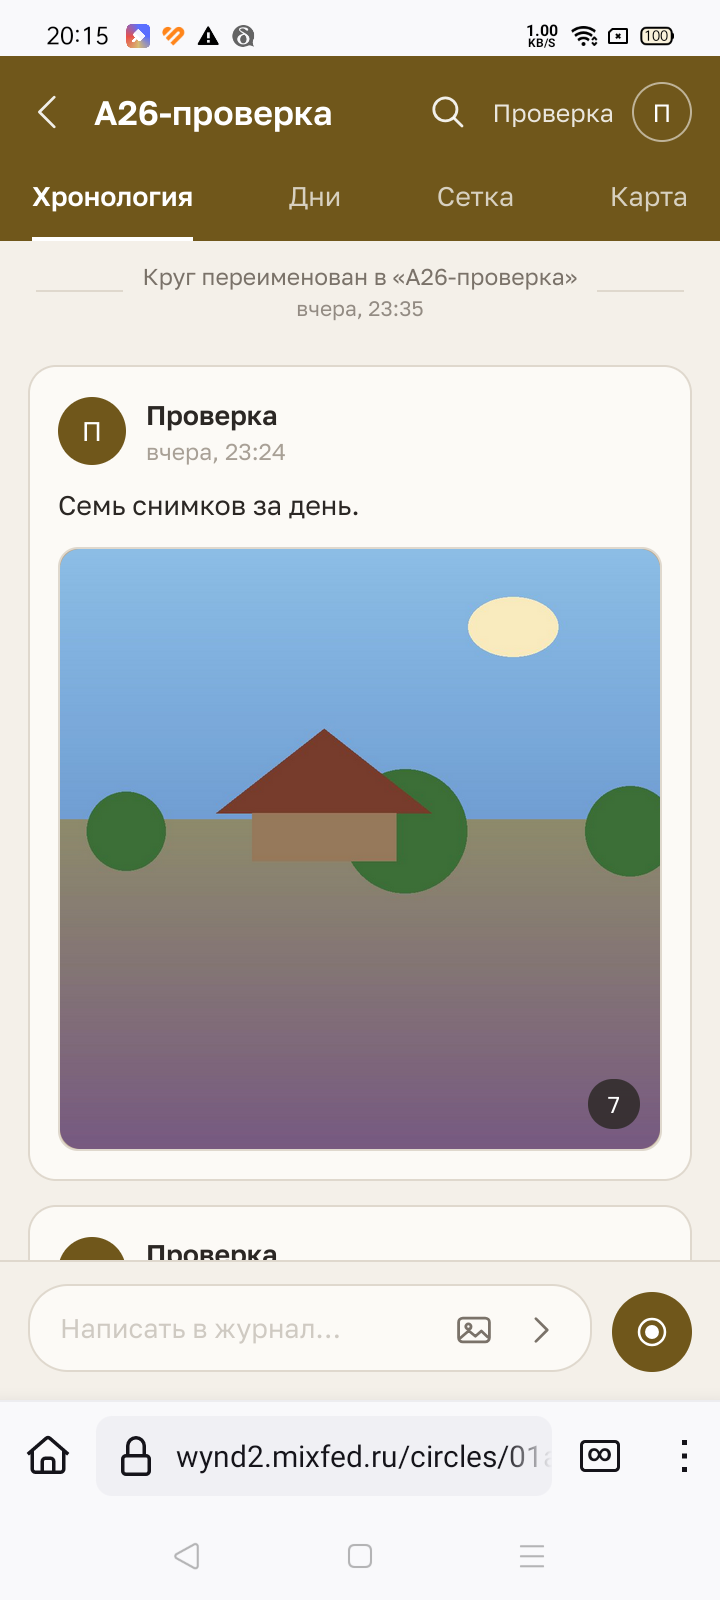 20:15
1.00
KB/S
100
А26-проверка
Проверка
П
Хронология
Дни
Сетка
Карта
Круг переименован в «А26-проверка»
вчера, 23:35
П
Проверка
вчера, 23:24
Семь снимков за день.
7
Проверка
Написать в журнал...
wynd2.mixfed.ru/circles/01